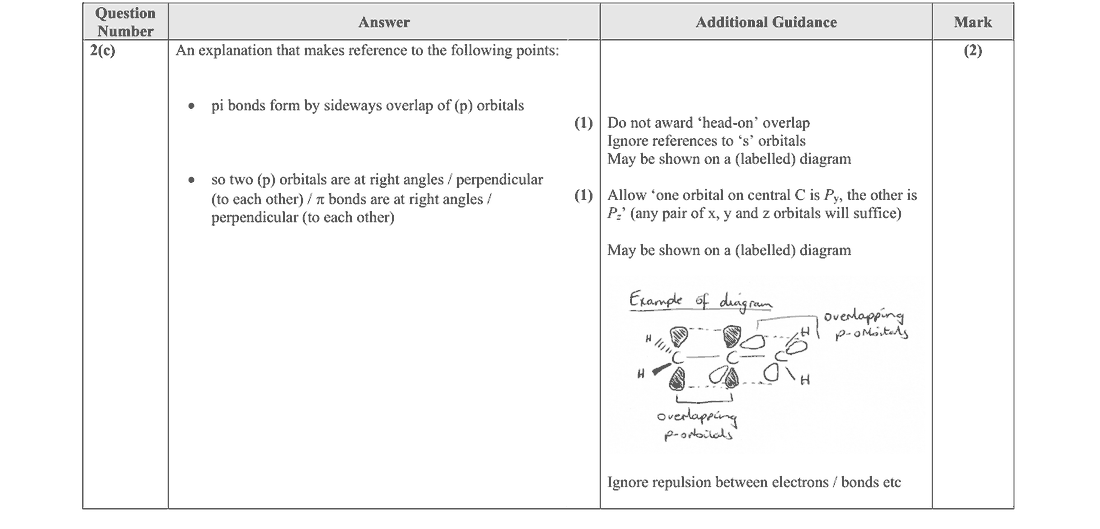 Question Number Answer Additional Guidance Mark
2(c) An explanation that makes reference to the following points: (2)
• pi bonds form by sideways overlap of (p) orbitals
(1) Do not award ‘head-on’ overlap
Ignore references to ‘s’ orbitals
May be shown on a (labelled) diagram
• so two (p) orbitals are at right angles / perpendicular
(to each other) / π bonds are at right angles /
perpendicular (to each other)
(1) Allow ‘one orbital on central C is Py, the other is
Pz’ (any pair of x, y and z orbitals will suffice)
May be shown on a (labelled) diagram
Example of diagram
overlapping
p-orbitals
H H
C C C
H H
overlapping
p-orbitals
Ignore repulsion between electrons / bonds etc